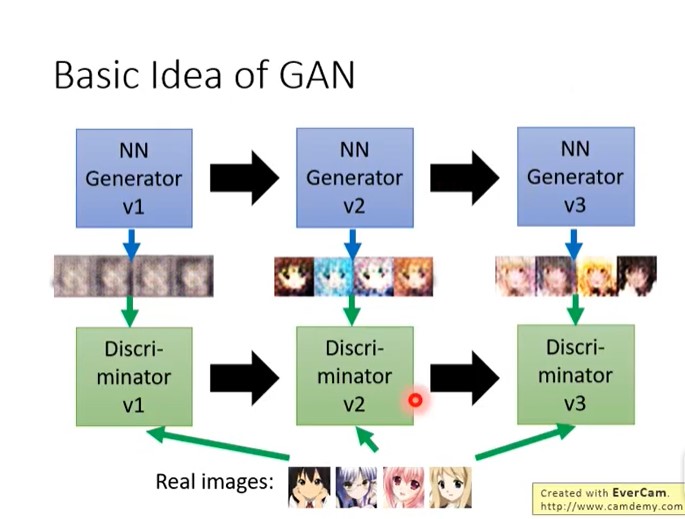 Basic Idea of GAN
NN
Generator
v1
NN
Generator
v2
NN
Generator
v3
Discri-
minator
v1
Discri-
minator
v2
Discri-
minator
v3
Real images:
Created with EverCam.
http://www.camdemy.com